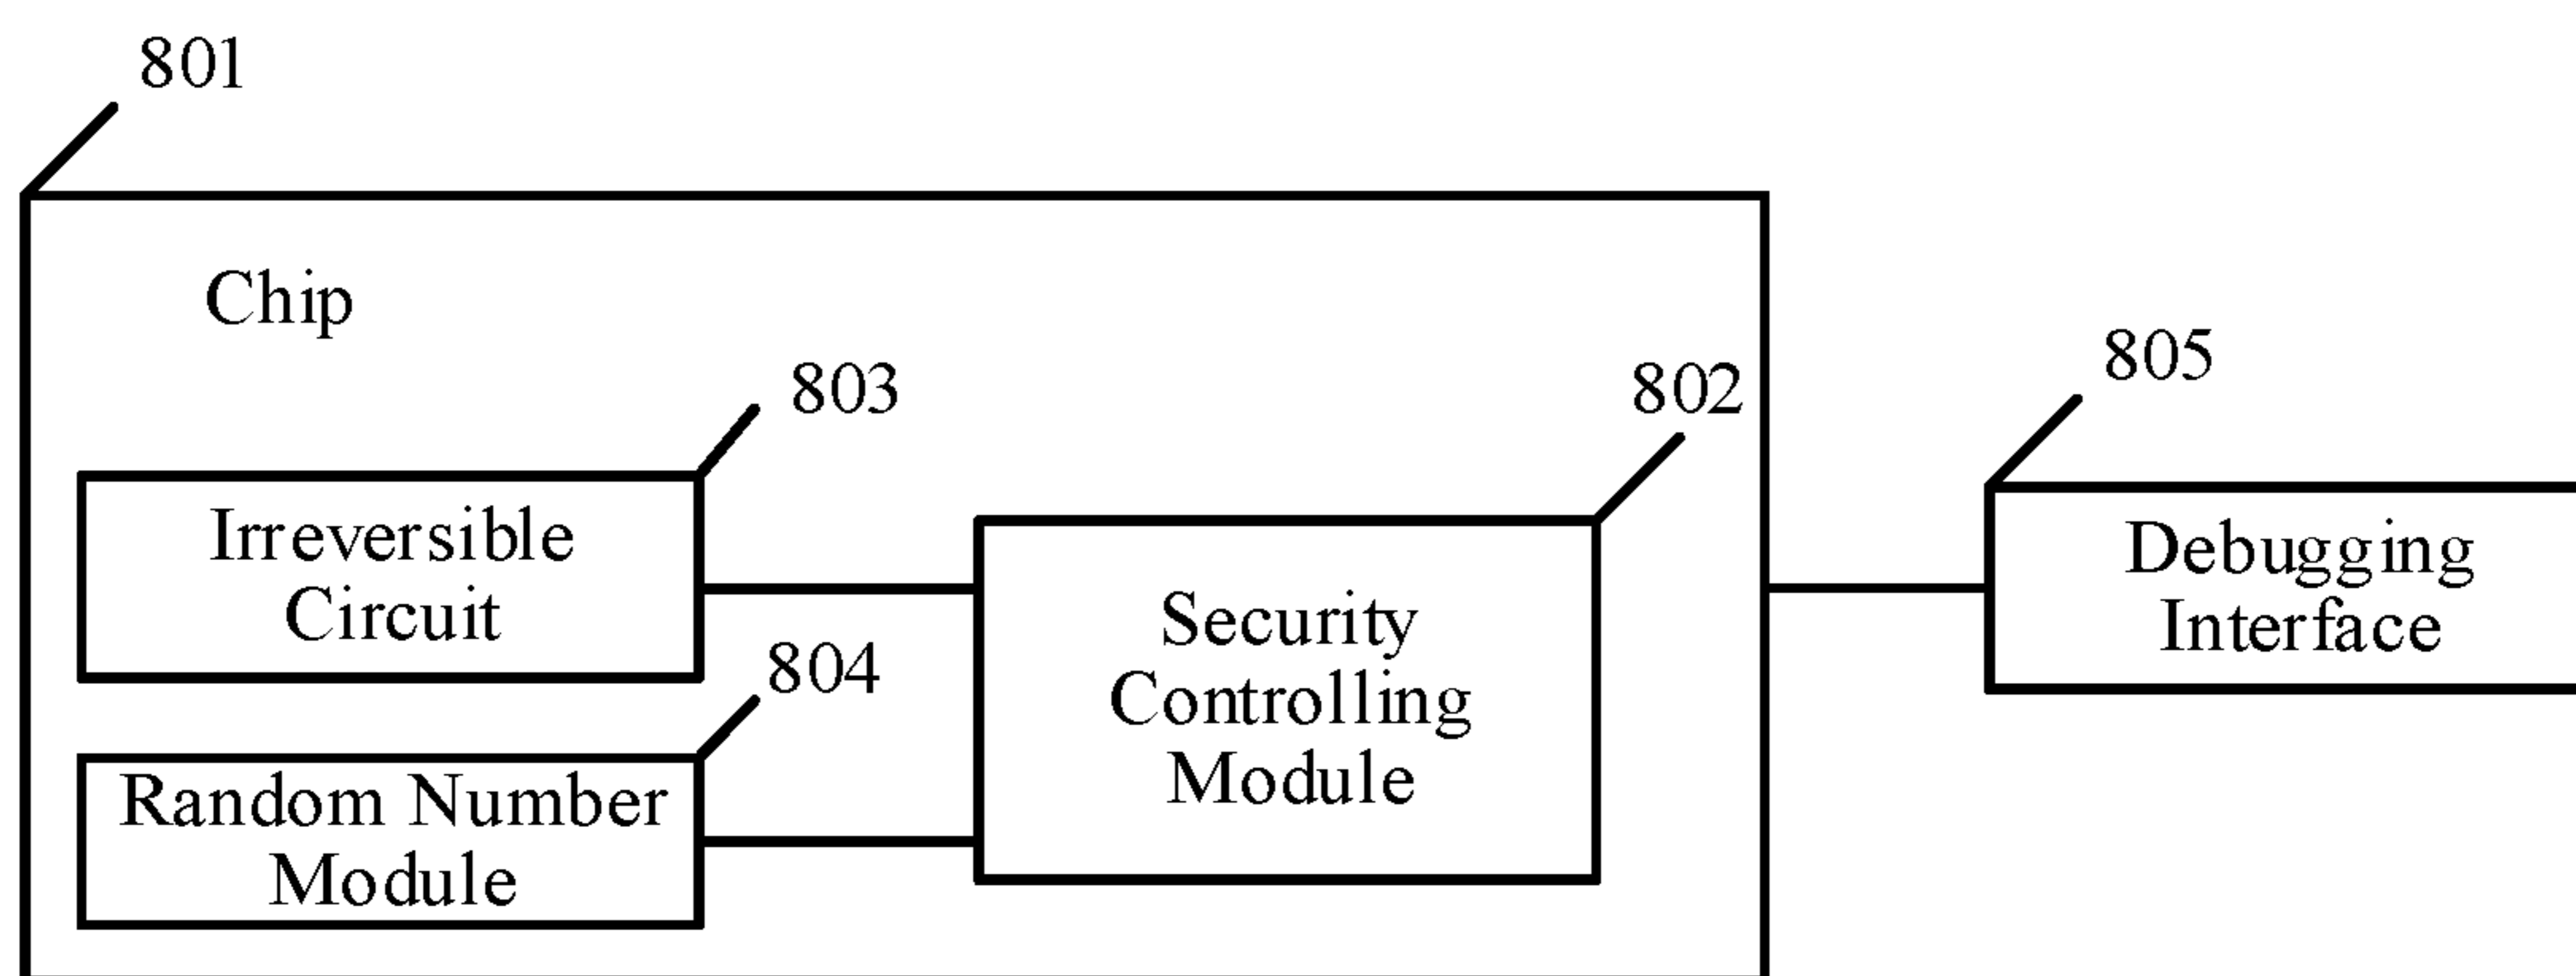 801
Chip
803
802
805
Irreversible
Circuit
Debugging
Interface
Security
Controlling
Module
804
Random Number
Module